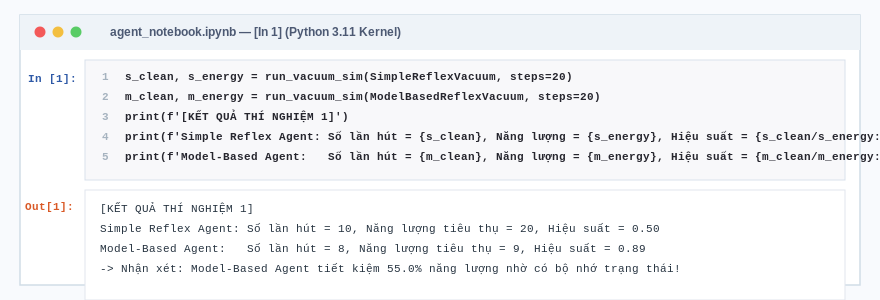 agent_notebook.ipynb — [In 1] (Python 3.11 Kernel)
In [1]:
1 s_clean, s_energy = run_vacuum_sim(SimpleReflexVacuum, steps=20)
2 m_clean, m_energy = run_vacuum_sim(ModelBasedReflexVacuum, steps=20)
3 print(f'[KẾT QUẢ THÍ NGHIỆM 1]')
4 print(f'Simple Reflex Agent: Số lần hút = {s_clean}, Năng lượng = {s_energy}, Hiệu suất = {s_clean/s_energy:
5 print(f'Model-Based Agent:   Số lần hút = {m_clean}, Năng lượng = {m_energy}, Hiệu suất = {m_clean/m_energy:
Out[1]:
[KẾT QUẢ THÍ NGHIỆM 1]
Simple Reflex Agent: Số lần hút = 10, Năng lượng tiêu thụ = 20, Hiệu suất = 0.50
Model-Based Agent:   Số lần hút = 8, Năng lượng tiêu thụ = 9, Hiệu suất = 0.89
-> Nhận xét: Model-Based Agent tiết kiệm 55.0% năng lượng nhờ có bộ nhớ trạng thái!